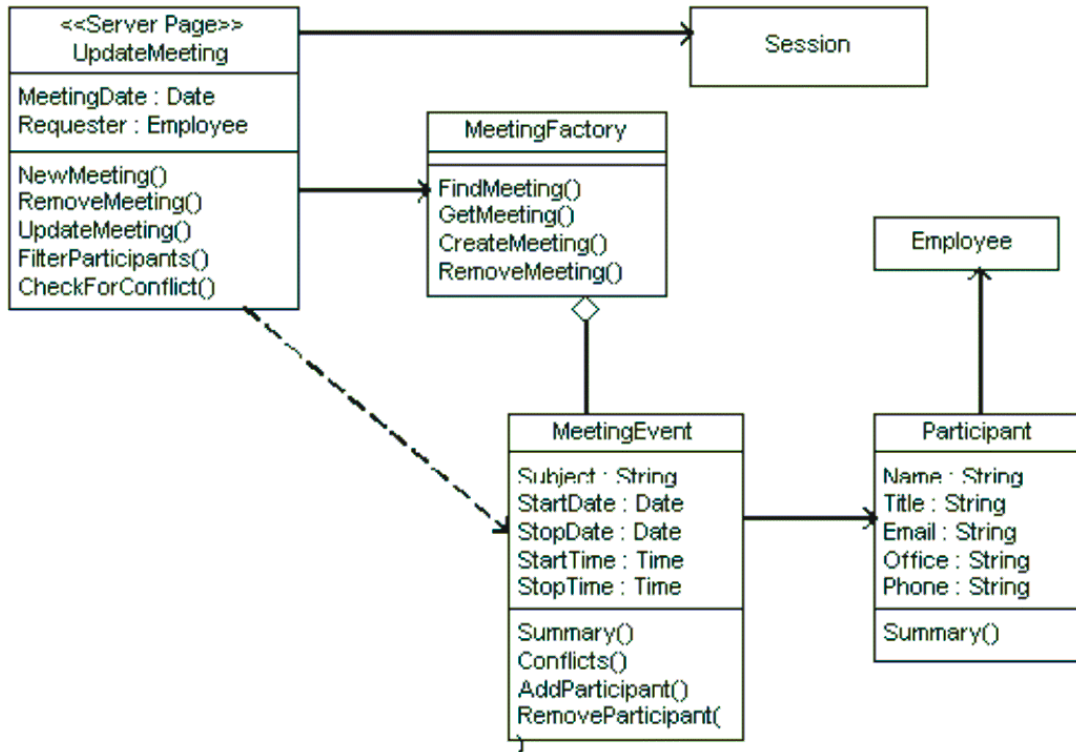 <<Server Page>>
UpdateMeeting
MeetingDate : Date
Requester : Employee
NewMeeting()
RemoveMeeting()
UpdateMeeting()
FilterParticipants()
CheckForConflict()
Session
MeetingFactory
FindMeeting()
GetMeeting()
CreateMeeting()
RemoveMeeting()
Employee
MeetingEvent
Subject : String
StartDate : Date
StopDate : Date
StartTime : Time
StopTime : Time
Summary()
Conflicts()
AddParticipant()
RemoveParticipant(
)
Participant
Name : String
Title : String
Email : String
Office : String
Phone : String
Summary()